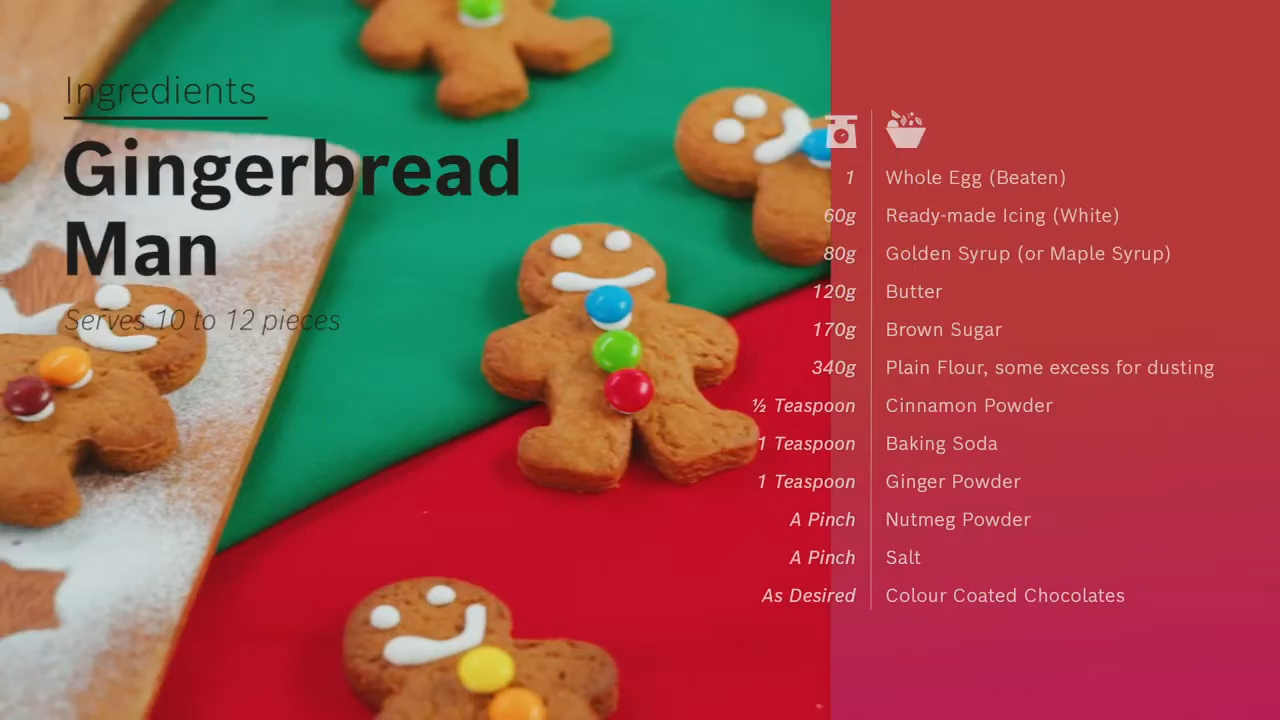 Ingredients
Gingerbread
Man
Serves 10 to 12 pieces
1 Whole Egg (Beaten)
60g Ready-made Icing (White)
80g Golden Syrup (or Maple Syrup)
120g Butter
170g Brown Sugar
340g Plain Flour, some excess for dusting
½ Teaspoon Cinnamon Powder
1 Teaspoon Baking Soda
1 Teaspoon Ginger Powder
A Pinch Nutmeg Powder
A Pinch Salt
As Desired Colour Coated Chocolates